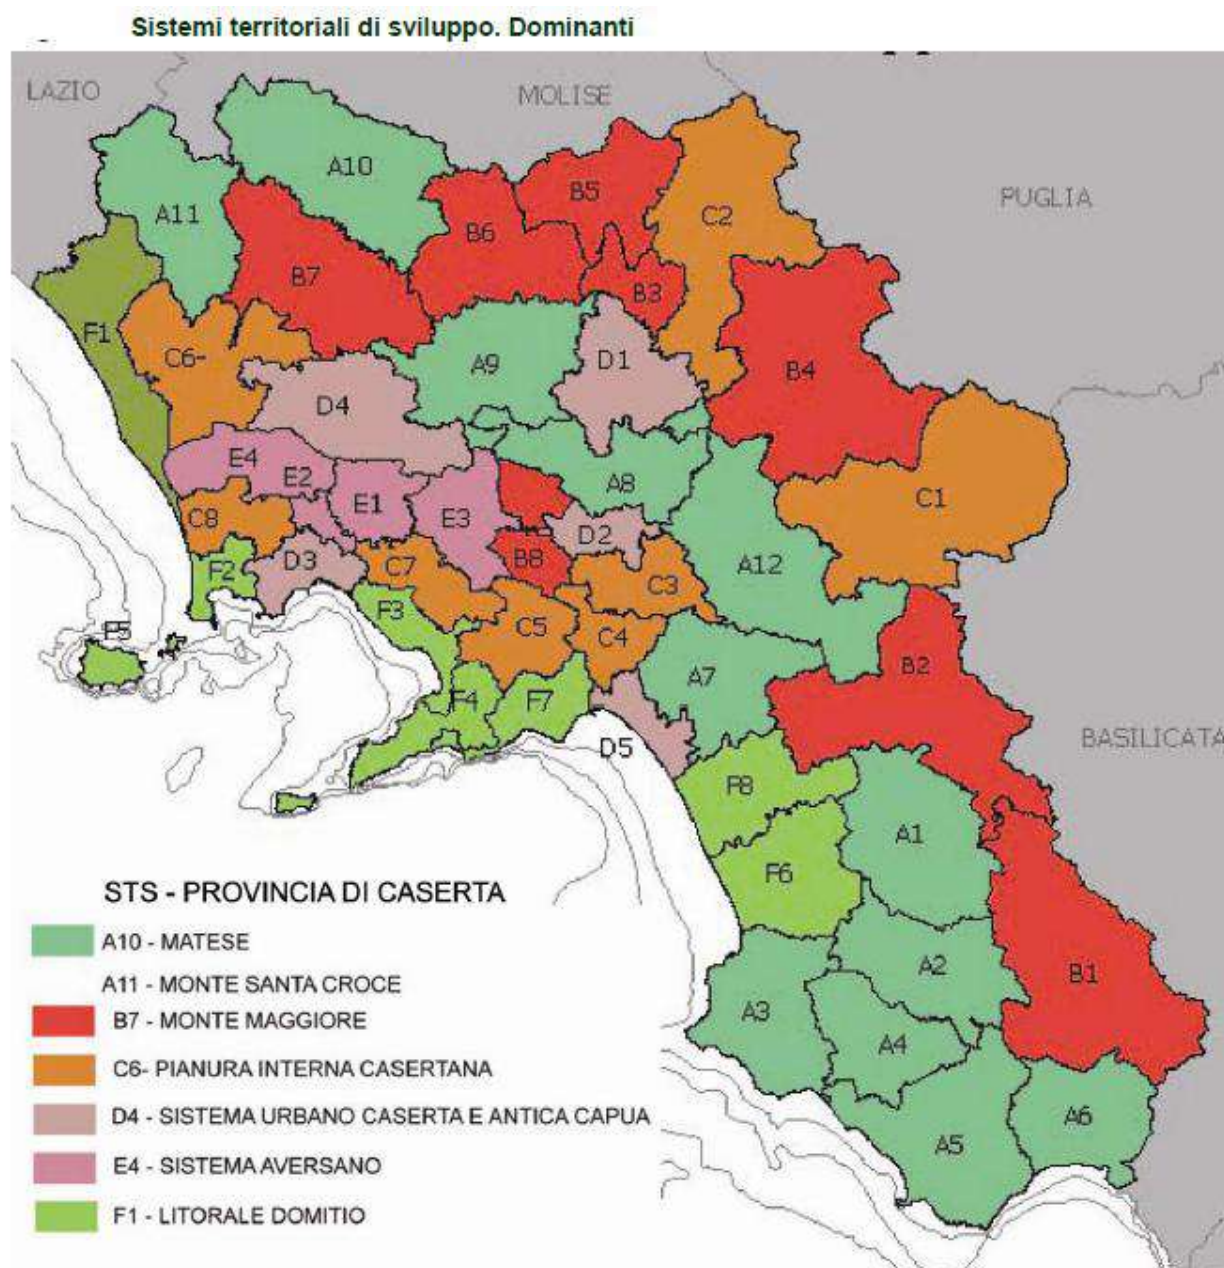 Sistemi territoriali di sviluppo. Dominanti
LAZIO
MOLISE
PUGLIA
BASILICATA
A10
A11
B5
B6
C2
B7
B3
F1
C6-
A9
D1
B4
D4
E4
E2
E1
E3
A8
C1
C8
D2
B8
D3
C7
C3
A12
F2
F3
C5
C4
F5
A7
B2
F4
F7
D5
F8
A1
F6
A2
B1
A3
A4
A5
A6
STS - PROVINCIA DI CASERTA
A10 - MATESE
A11 - MONTE SANTA CROCE
B7 - MONTE MAGGIORE
C6- PIANURA INTERNA CASERTANA
D4 - SISTEMA URBANO CASERTA E ANTICA CAPUA
E4 - SISTEMA AVERSANO
F1 - LITORALE DOMITIO